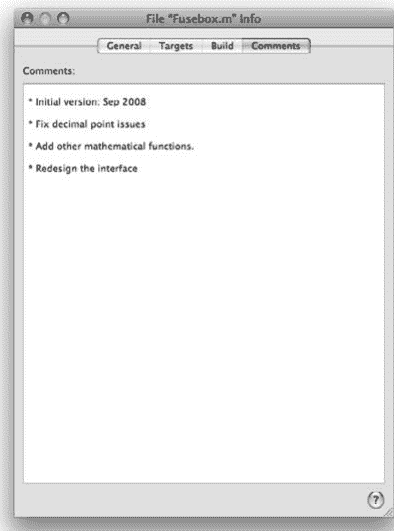 File "Fusebox.m" Info
General Targets Build Comments
Comments:
* Initial version: Sep 2008
* Fix decimal point issues
* Add other mathematical functions.
* Redesign the interface
?